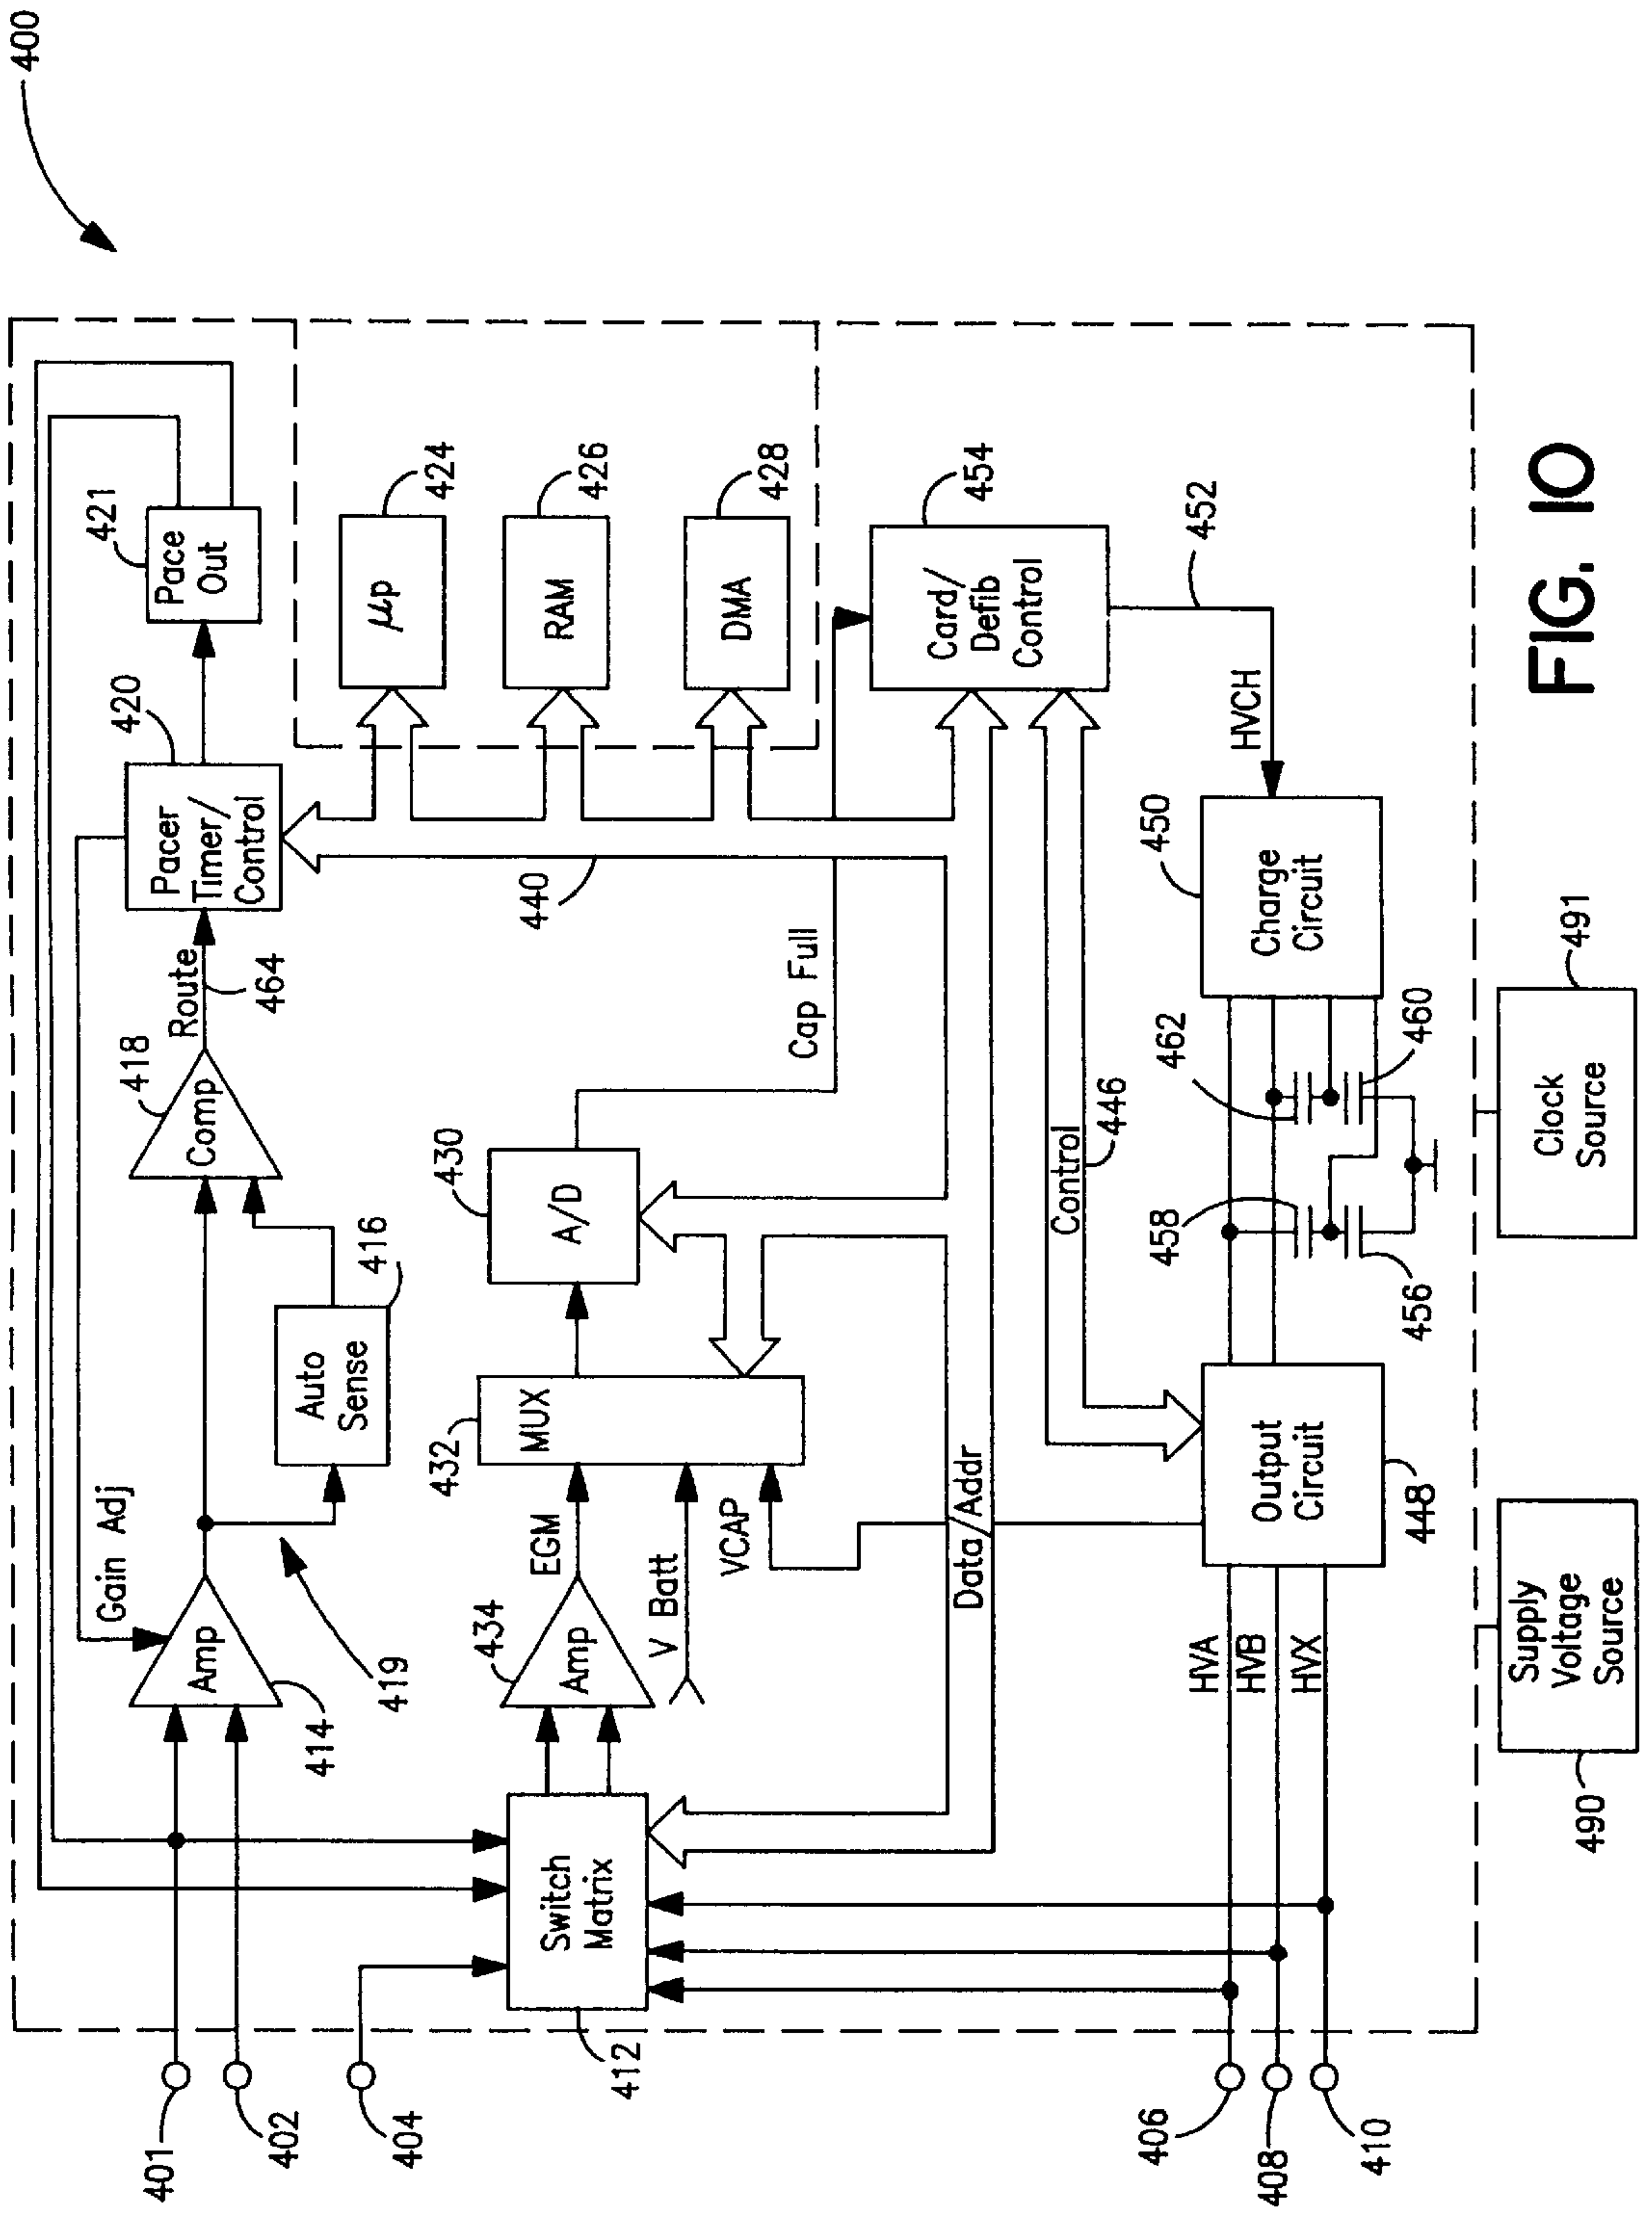 400
421
Pace
Out
420
Pacer
Timer/
Control
Route
464
418
Comp
Gain Adj
Auto
Sense
416
Amp
414
419
401
402
404
424
μp
426
RAM
428
DMA
440
Cap Full
430
A/D
432
MUX
EGM
V Batt
VCAP
434
Amp
Switch
Matrix
412
Data/Addr
454
Card/
Defib
Control
452
HVCH
Control
446
450
Charge
Circuit
462
460
458
456
Output
Circuit
448
HVA
HVB
HVX
406
408
410
Supply
Voltage
Source
490
Clock
Source
491
FIG. 10